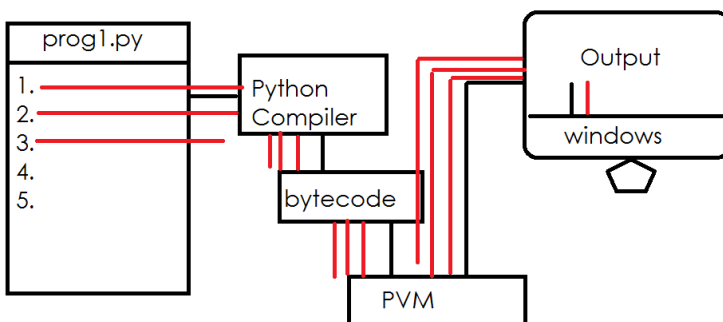 prog1.py
1.
2.
3.
4.
5.
Python
Compiler
bytecode
PVM
Output
windows